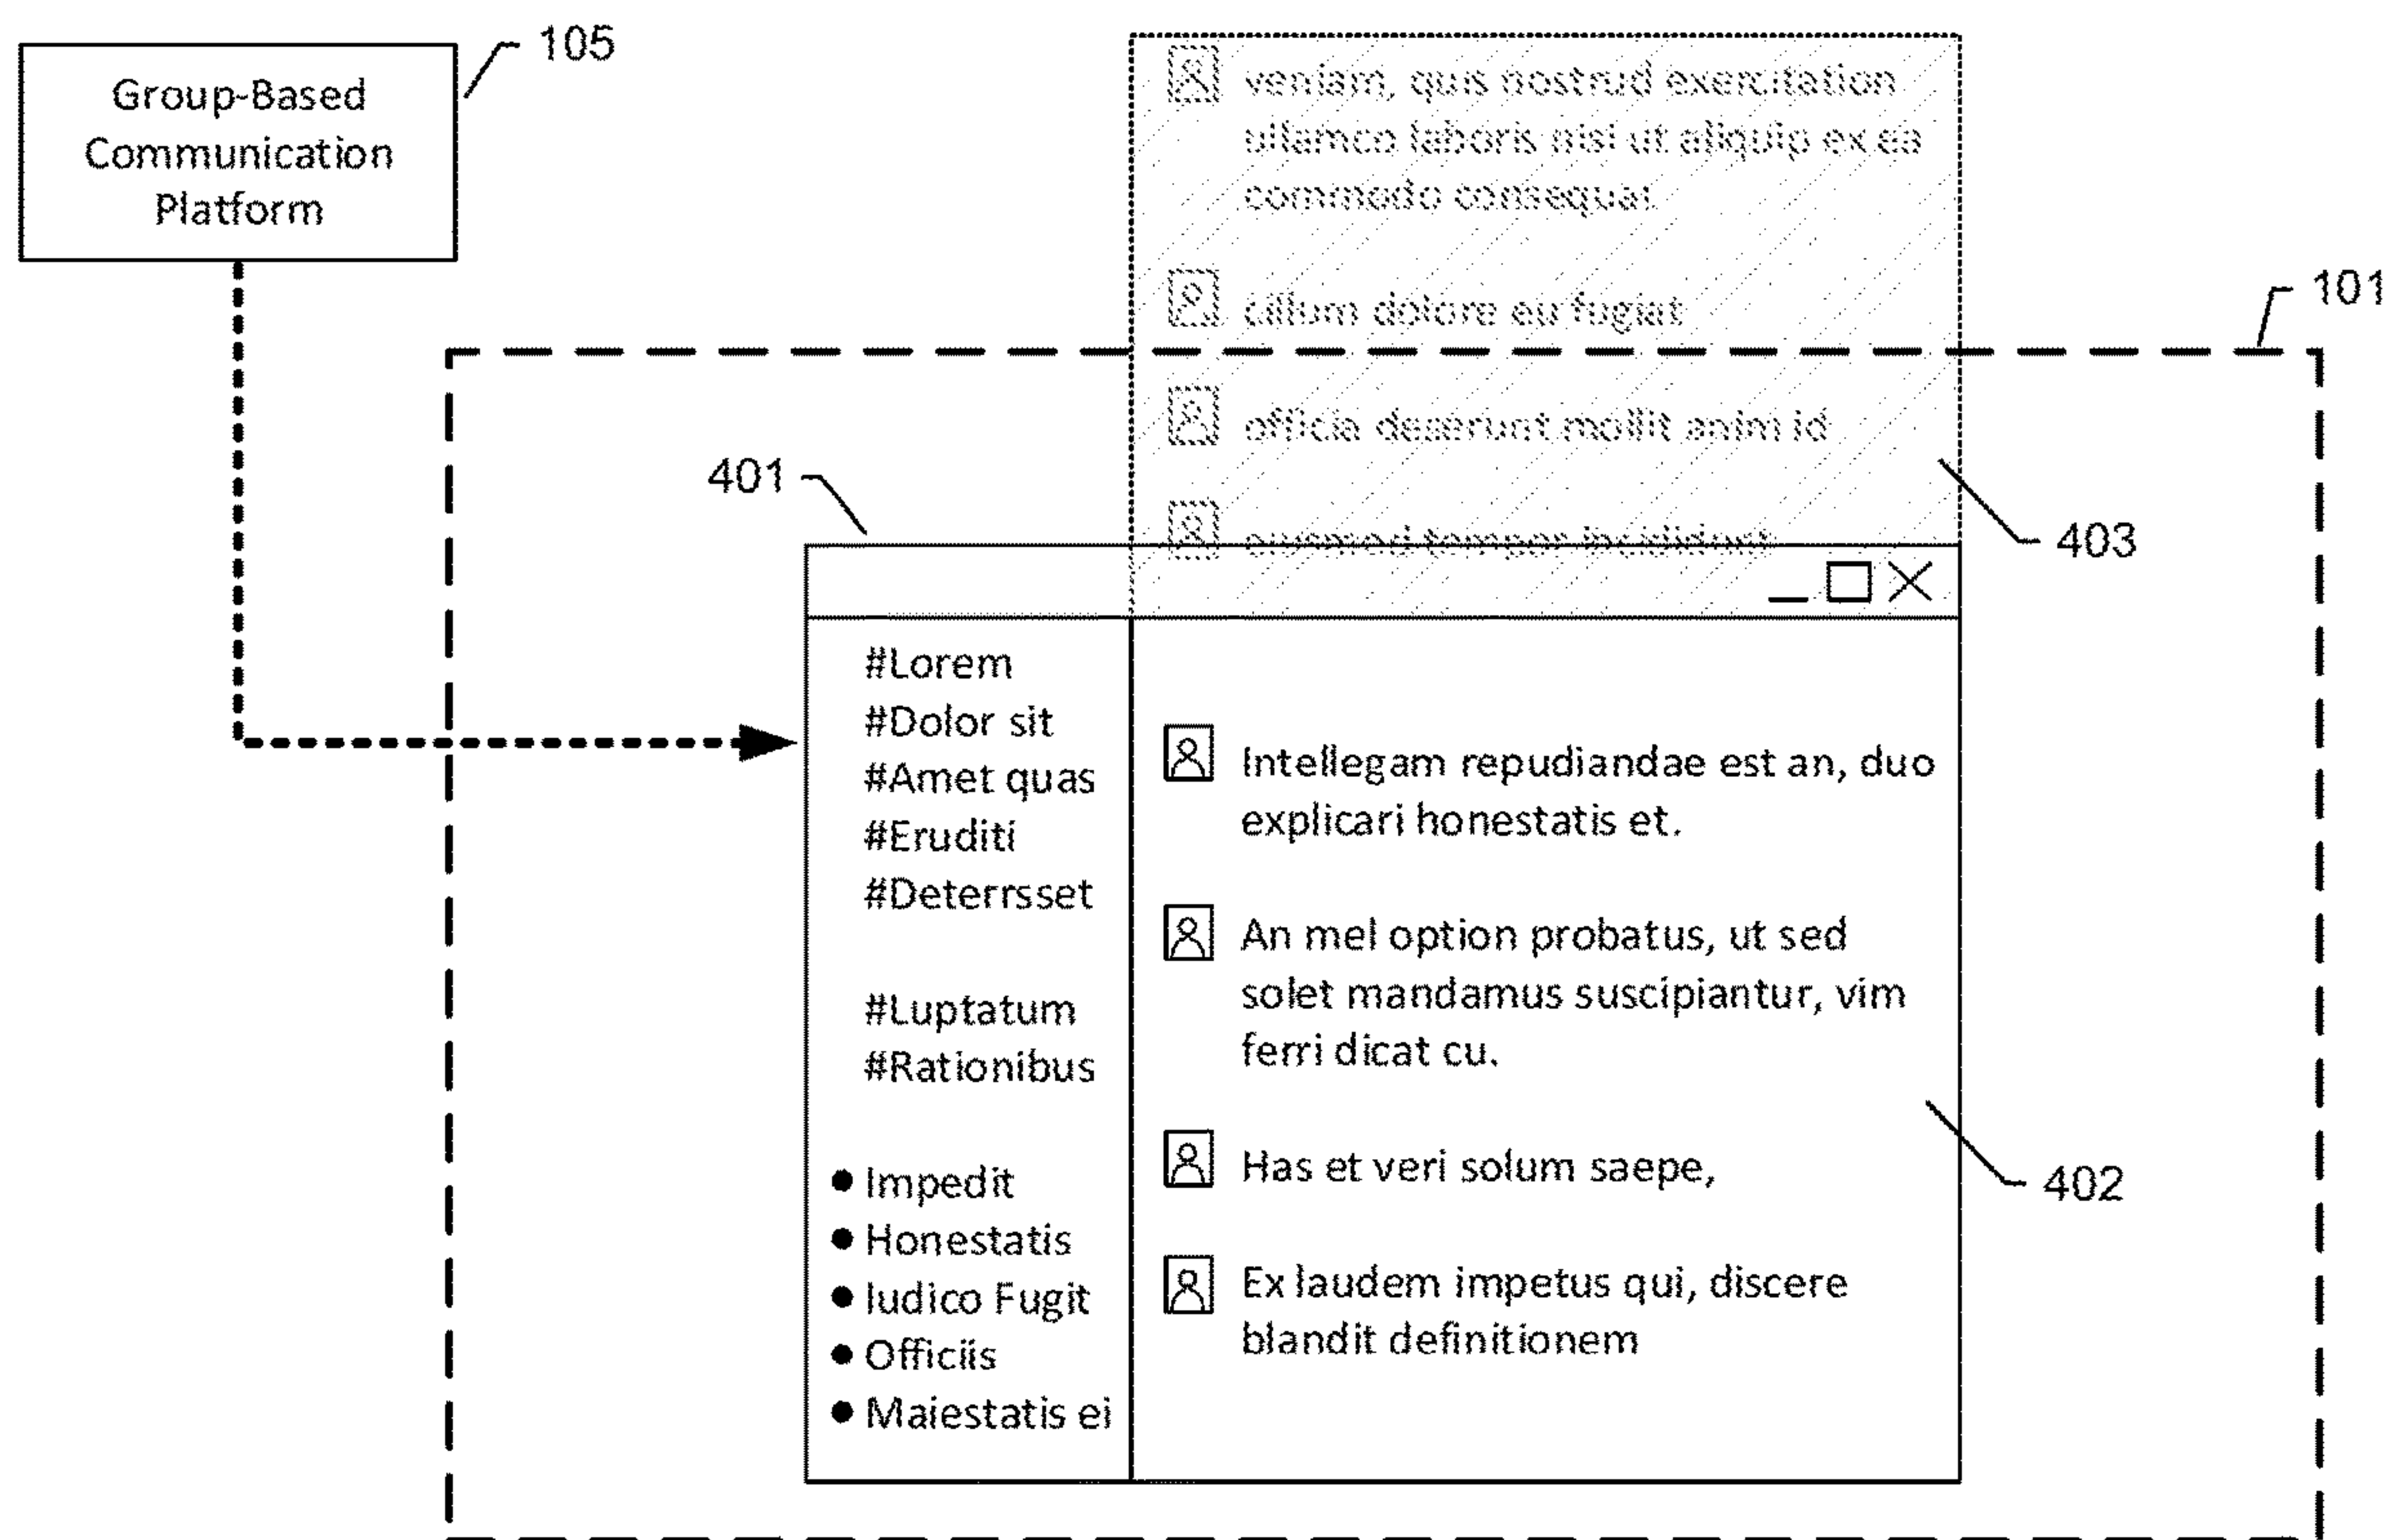 105
Group-Based
Communication
Platform
veniam, quis nostrud exercitation
ullamco laboris nisi ut aliquip ex ea
commodo consequat
cillum dolore eu fugiat
101
officia deserunt mollit anim id
403
401
tempor incididunt
#Lorem
#Dolor sit
#Amet quas
#Eruditi
#Deterrsset
#Luptatum
#Rationibus
● Impedit
● Honestatis
● Iudico Fugit
● Officiis
● Maiestatis ei
Intellegam repudiandae est an, duo
explicari honestatis et.
An mel option probatus, ut sed
solet mandamus suscipiantur, vim
ferri dicat cu.
Has et veri solum saepe,
Ex laudem impetus qui, discere
blandit definitionem
402